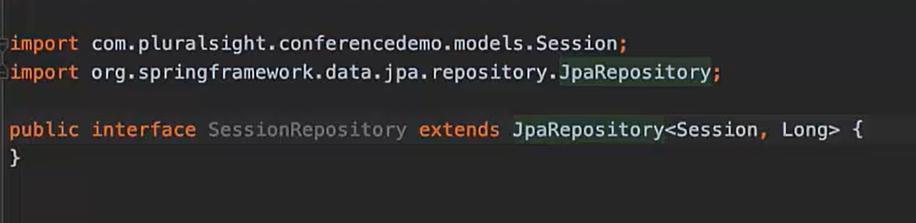 import com.pluralsight.conferencedemo.models.Session;
import org.springframework.data.jpa.repository.JpaRepository;
public interface SessionRepository extends JpaRepository<Session, Long> {
}